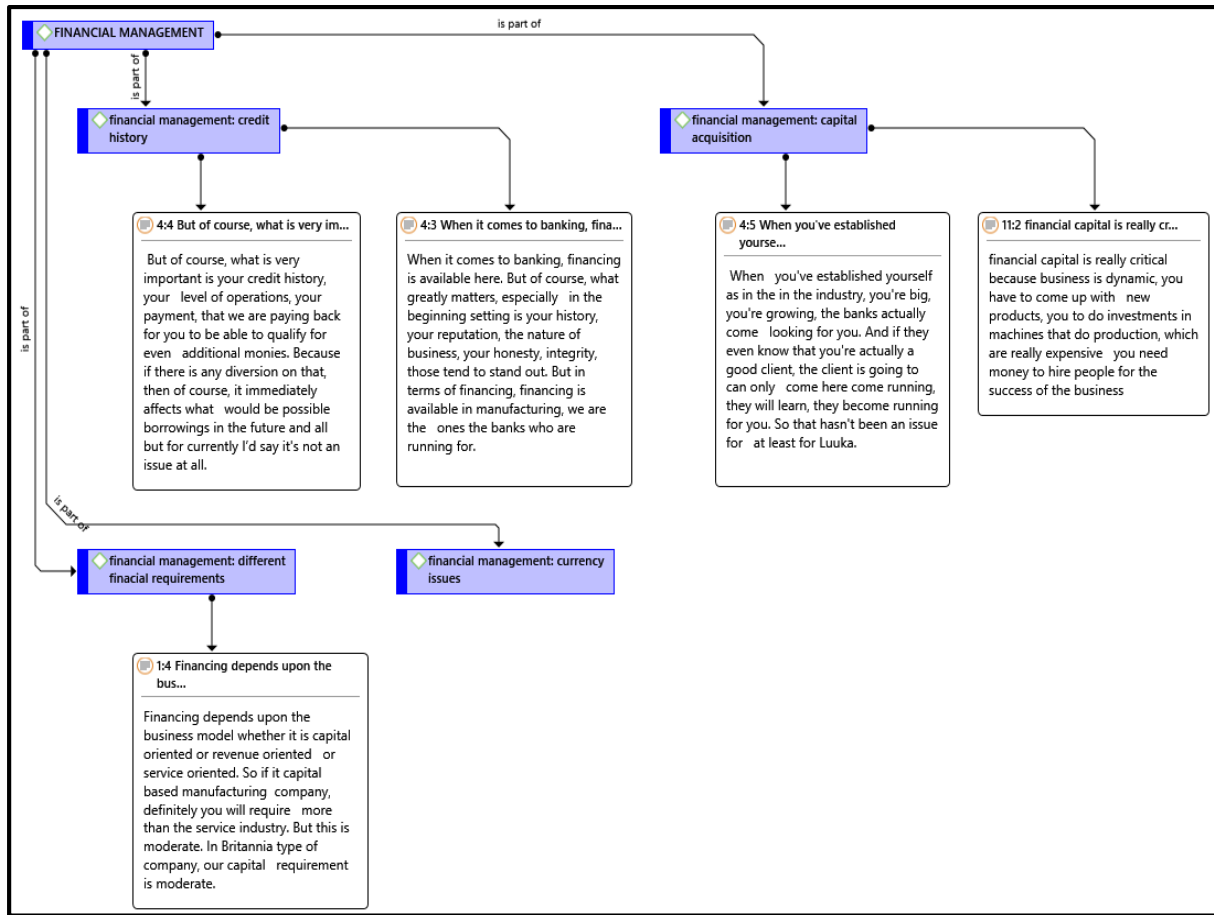 is part of
FINANCIAL MANAGEMENT
is part of
financial management: credit
history
financial management: capital
acquisition
4:4 But of course, what is very im...
But of course, what is very
important is your credit history,
your level of operations, your
payment, that we are paying back
for you to be able to qualify for
even additional monies. Because
if there is any diversion on that,
then of course, it immediately
affects what would be possible
borrowings in the future and all
but for currently I'd say it's not an
issue at all.
4:3 When it comes to banking, fina...
When it comes to banking, financing
is available here. But of course, what
greatly matters, especially in the
beginning setting is your history,
your reputation, the nature of
business, your honesty, integrity,
those tend to stand out. But in
terms of financing, financing is
available in manufacturing, we are
the ones the banks who are
running for.
4:5 When you've established
yourse...
When you've established yourself
as in the in the industry, you're big,
you're growing, the banks actually
come looking for you. And if they
even know that you're actually a
good client, the client is going to
can only come here come running,
they will learn, they become running
for you. So that hasn't been an issue
for at least for Luuka.
11:2 financial capital is really cr...
financial capital is really critical
because business is dynamic, you
have to come up with new
products, you to do investments in
machines that do production, which
are really expensive you need
money to hire people for the
success of the business
is part of
is part of
financial management: different
finacial requirements
financial management: currency
issues
1:4 Financing depends upon the
bus...
Financing depends upon the
business model whether it is capital
oriented or revenue oriented or
service oriented. So if it capital
based manufacturing company,
definitely you will require more
than the service industry. But this is
moderate. In Britannia type of
company, our capital requirement
is moderate.